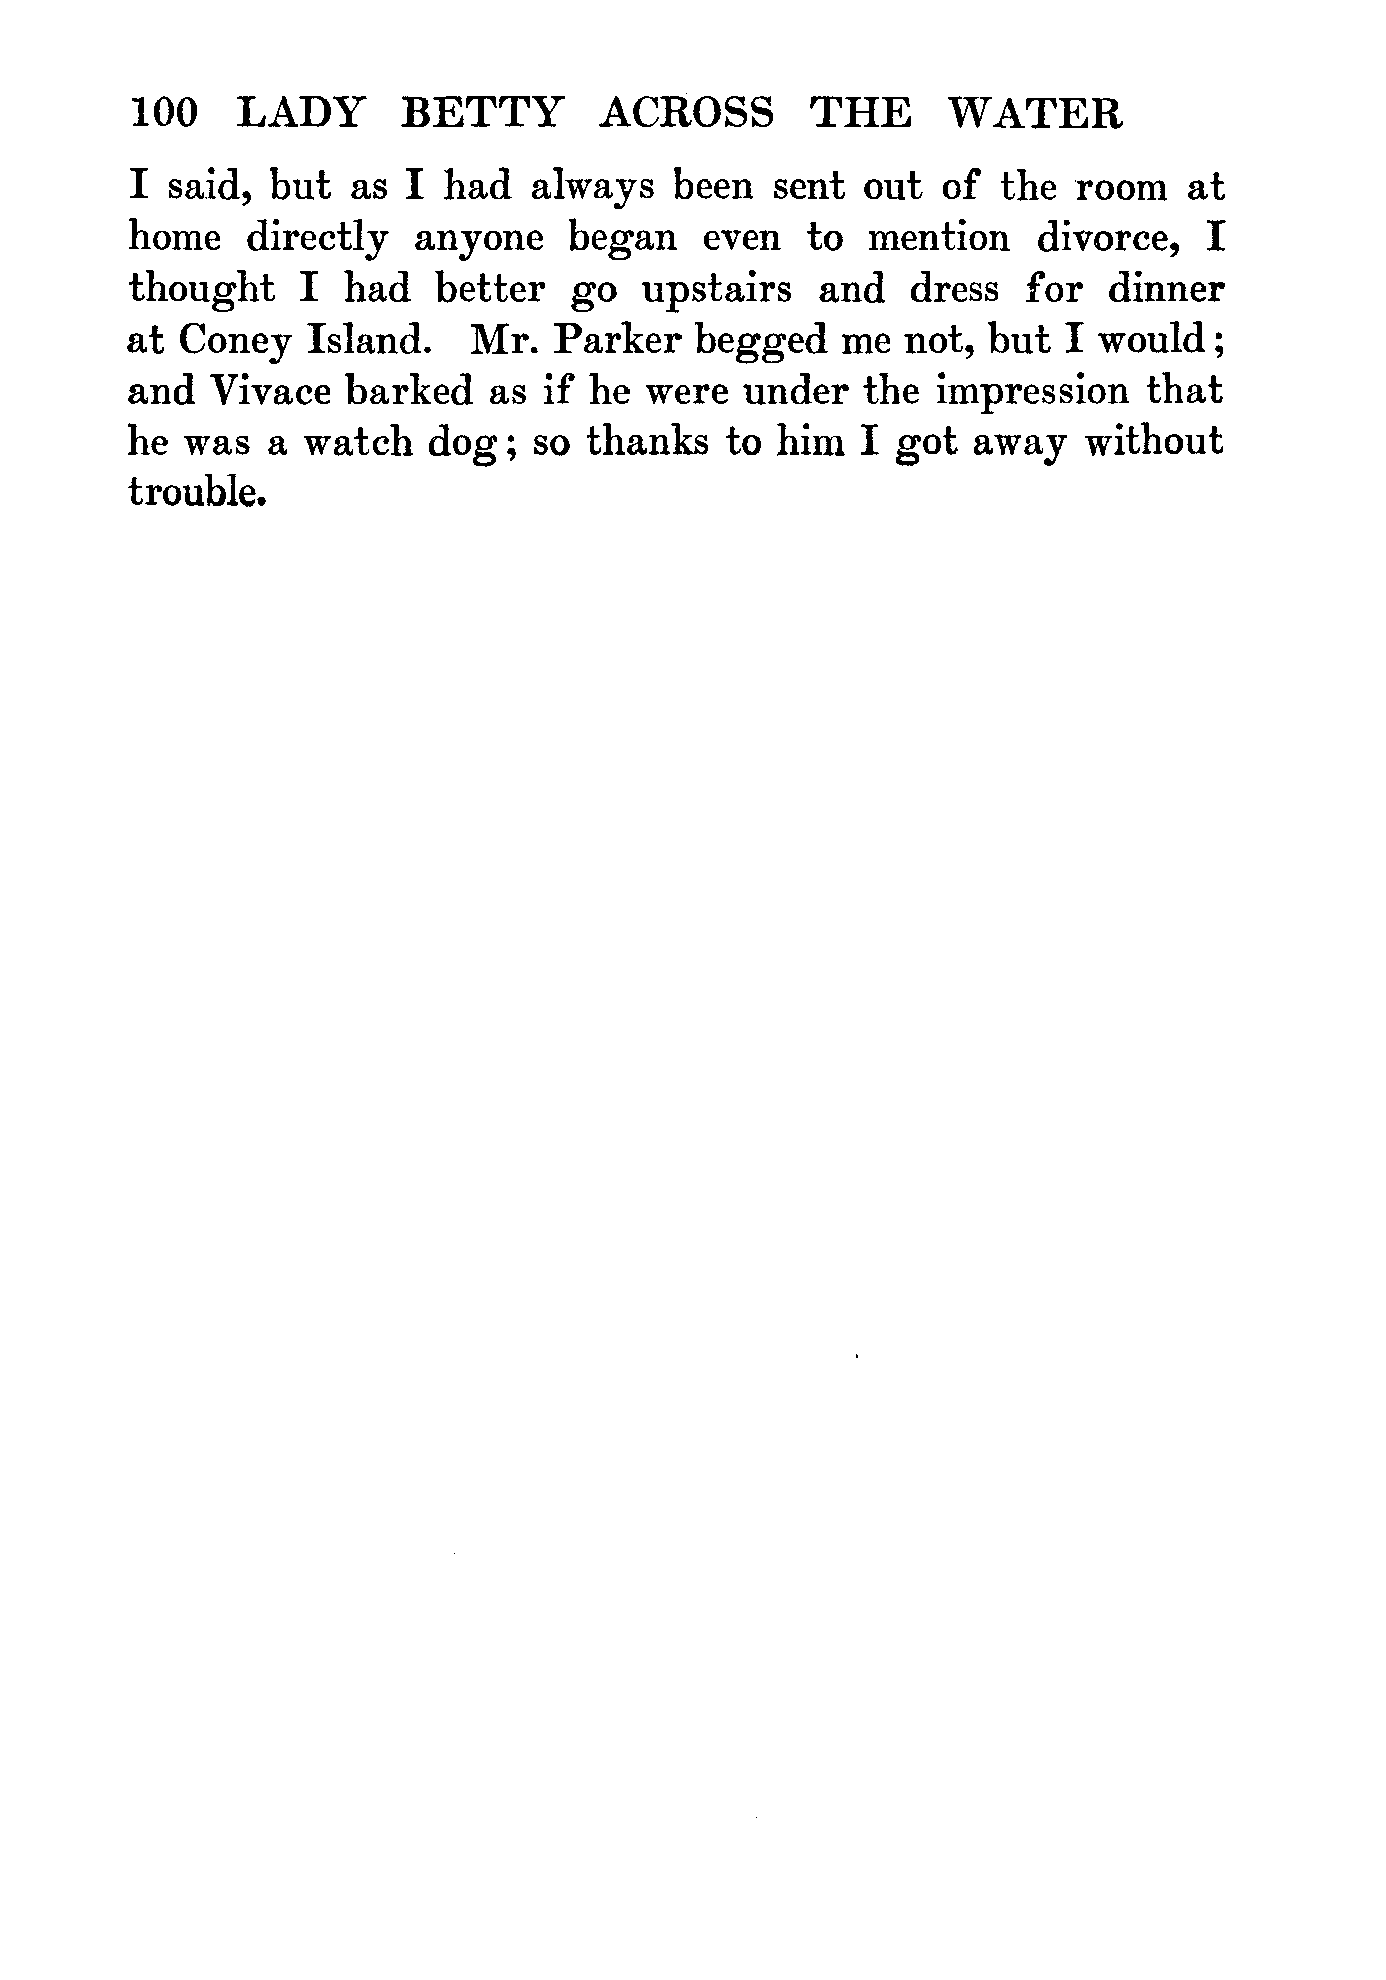 100 LADY BETTY ACROSS THE WATER
I said, but as I had always been sent out of the room at
home directly anyone began even to mention divorce, I
thought I had better go upstairs and dress for dinner
at Coney Island. Mr. Parker begged me not, but I would;
and Vivace barked as if he were under the impression that
he was a watch dog; so thanks to him I got away without
trouble.